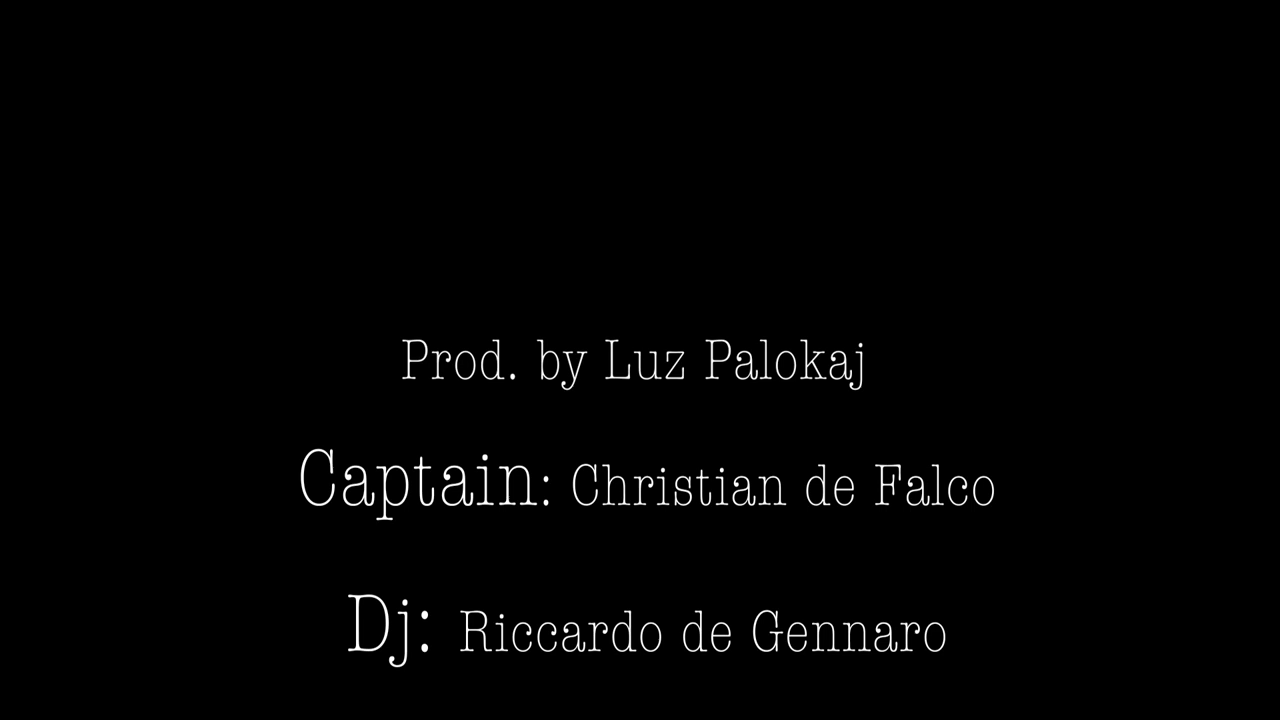 Prod. by Luz Palokaj
Captain: Christian de Falco
Dj: Riccardo de Gennaro